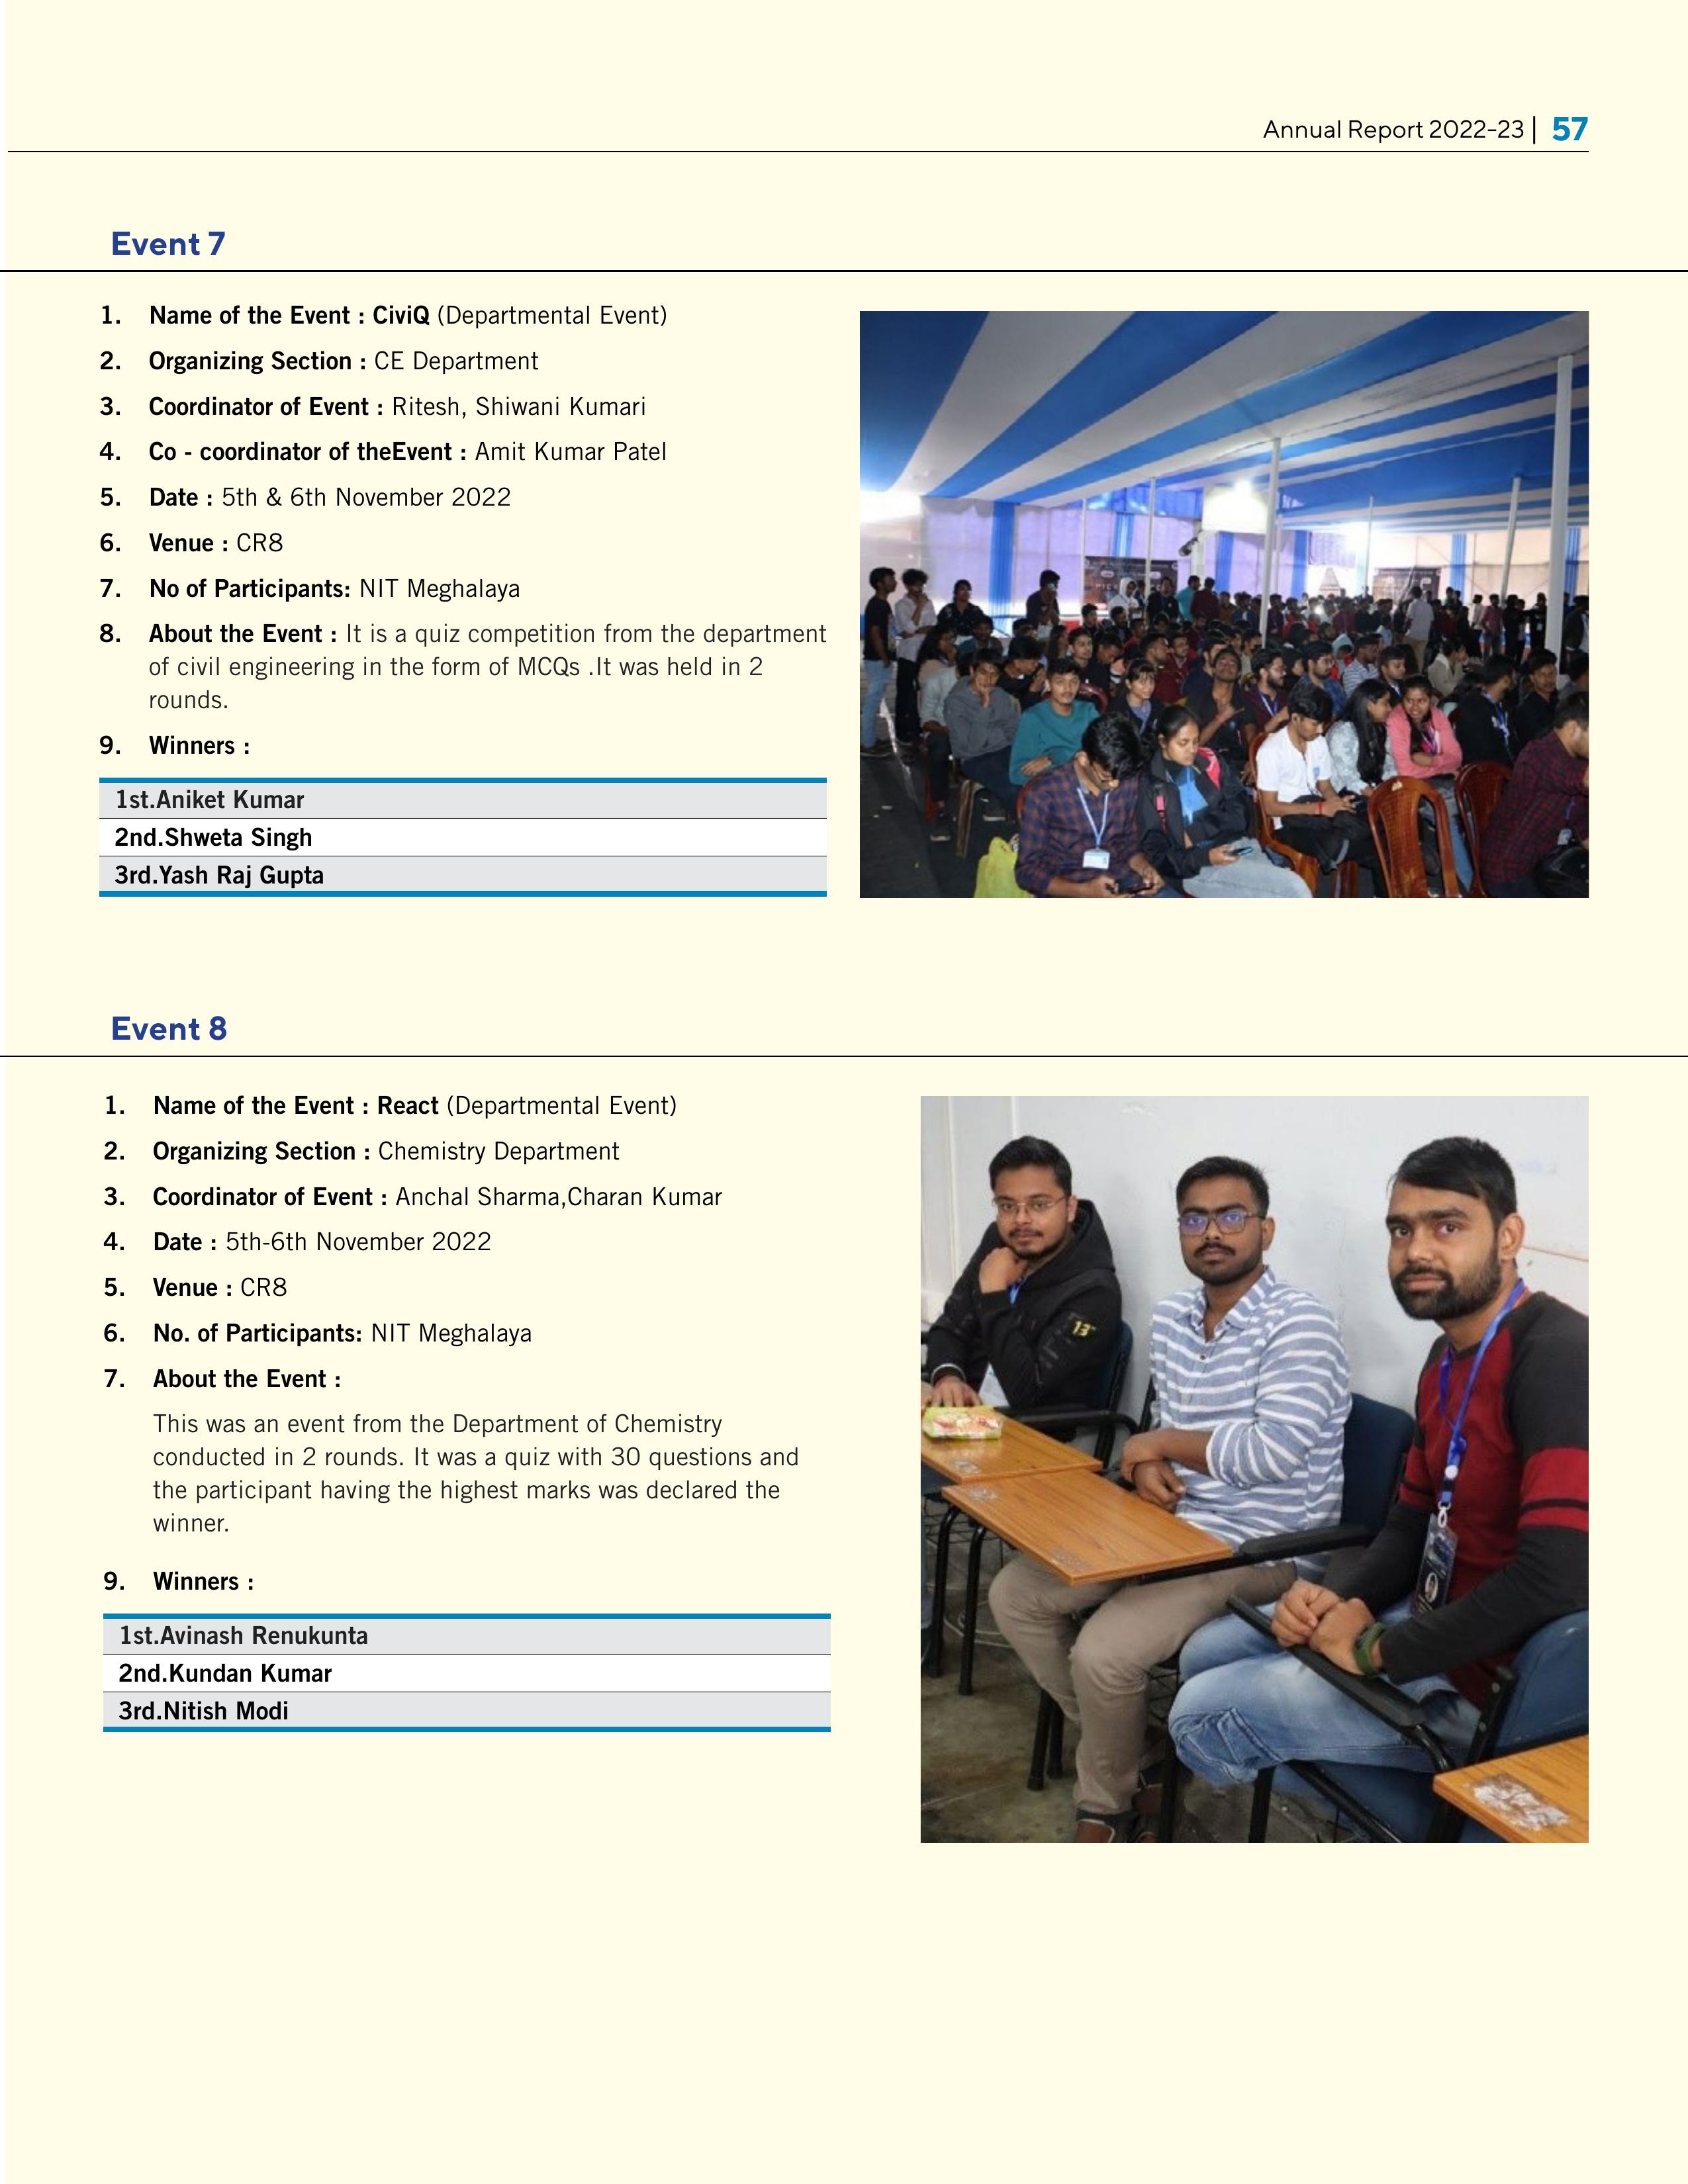 Annual Report 2022-23 | 57
Event 7
1. Name of the Event : CiviQ (Departmental Event)
2. Organizing Section : CE Department
3. Coordinator of Event : Ritesh, Shiwani Kumari
4. Co - coordinator of theEvent : Amit Kumar Patel
5. Date : 5th & 6th November 2022
6. Venue : CR8
7. No of Participants: NIT Meghalaya
8. About the Event : It is a quiz competition from the department
of civil engineering in the form of MCQs .It was held in 2
rounds.
9. Winners :
1st.Aniket Kumar
2nd.Shweta Singh
3rd.Yash Raj Gupta
Event 8
1. Name of the Event : React (Departmental Event)
2. Organizing Section : Chemistry Department
3. Coordinator of Event : Anchal Sharma,Charan Kumar
4. Date : 5th-6th November 2022
5. Venue : CR8
6. No. of Participants: NIT Meghalaya
7. About the Event :
This was an event from the Department of Chemistry
conducted in 2 rounds. It was a quiz with 30 questions and
the participant having the highest marks was declared the
winner.
9. Winners :
1st.Avinash Renukunta
2nd.Kundan Kumar
3rd.Nitish Modi
13